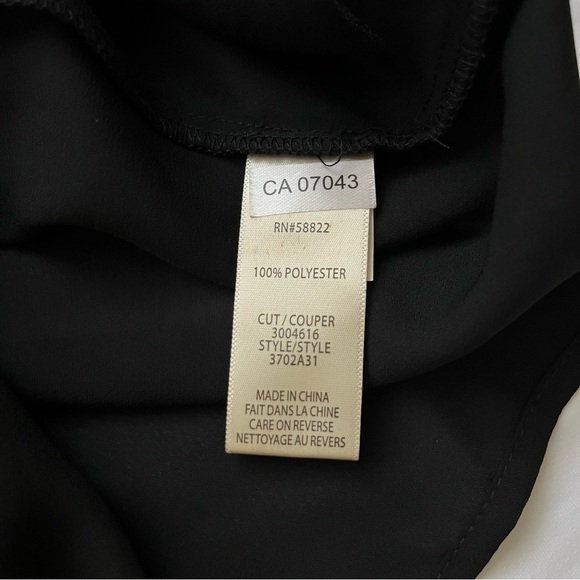 CA 07043
RN#58822
100% POLYESTER
CUT / COUPER
3004616
STYLE/STYLE
3702A31
MADE IN CHINA
FAIT DANS LA CHINE
CARE ON REVERSE
NETTOYAGE AU REVERS